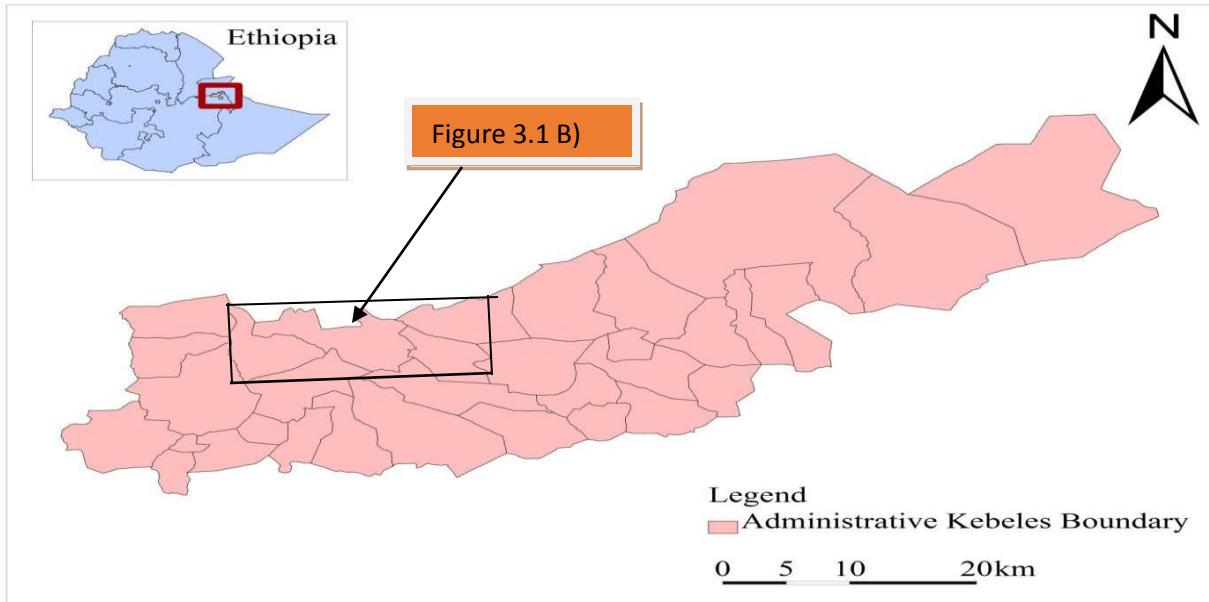 Ethiopia
N
Figure 3.1 B)
Legend
Administrative Kebeles Boundary
0 5 10 20km